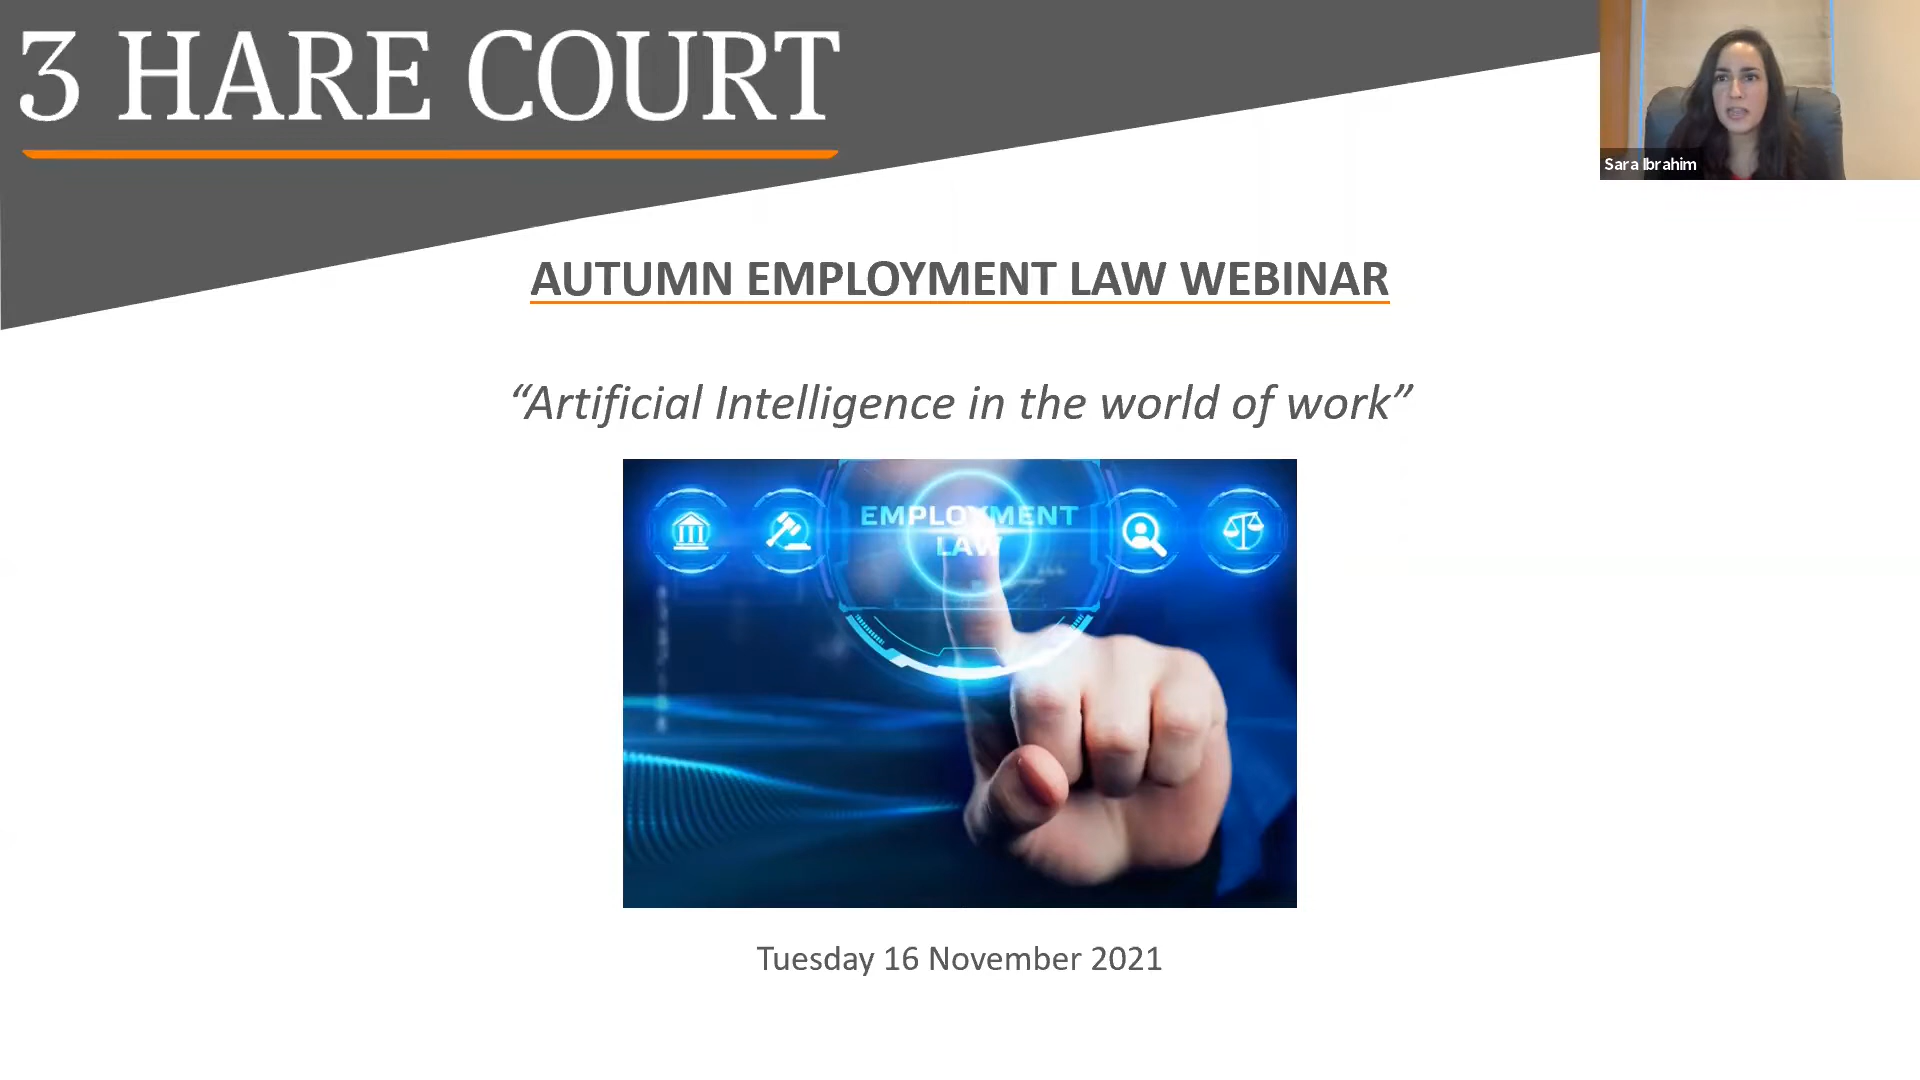 3 HARE COURT
Sara Ibrahim
AUTUMN EMPLOYMENT LAW WEBINAR
“Artificial Intelligence in the world of work”
EMPLOYMENT
LAW
Tuesday 16 November 2021